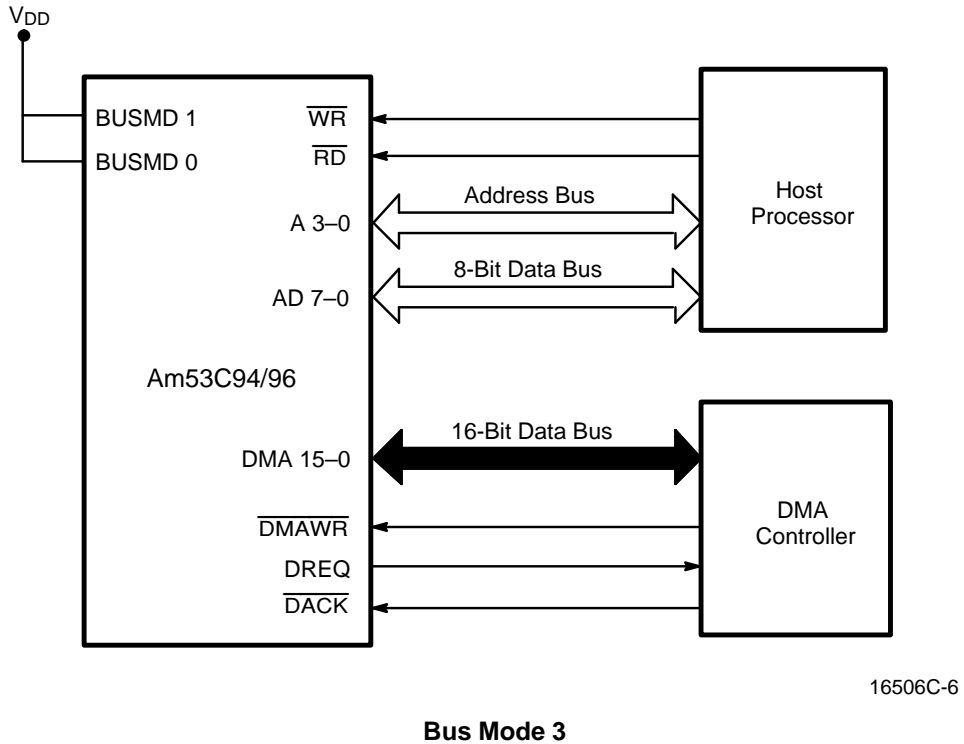 VDD
BUSMD 1
BUSMD 0
WR
RD
A 3–0
AD 7–0
Am53C94/96
DMA 15–0
DMAWR
DREQ
DACK
Address Bus
8-Bit Data Bus
16-Bit Data Bus
Host
Processor
DMA
Controller
16506C-6
Bus Mode 3